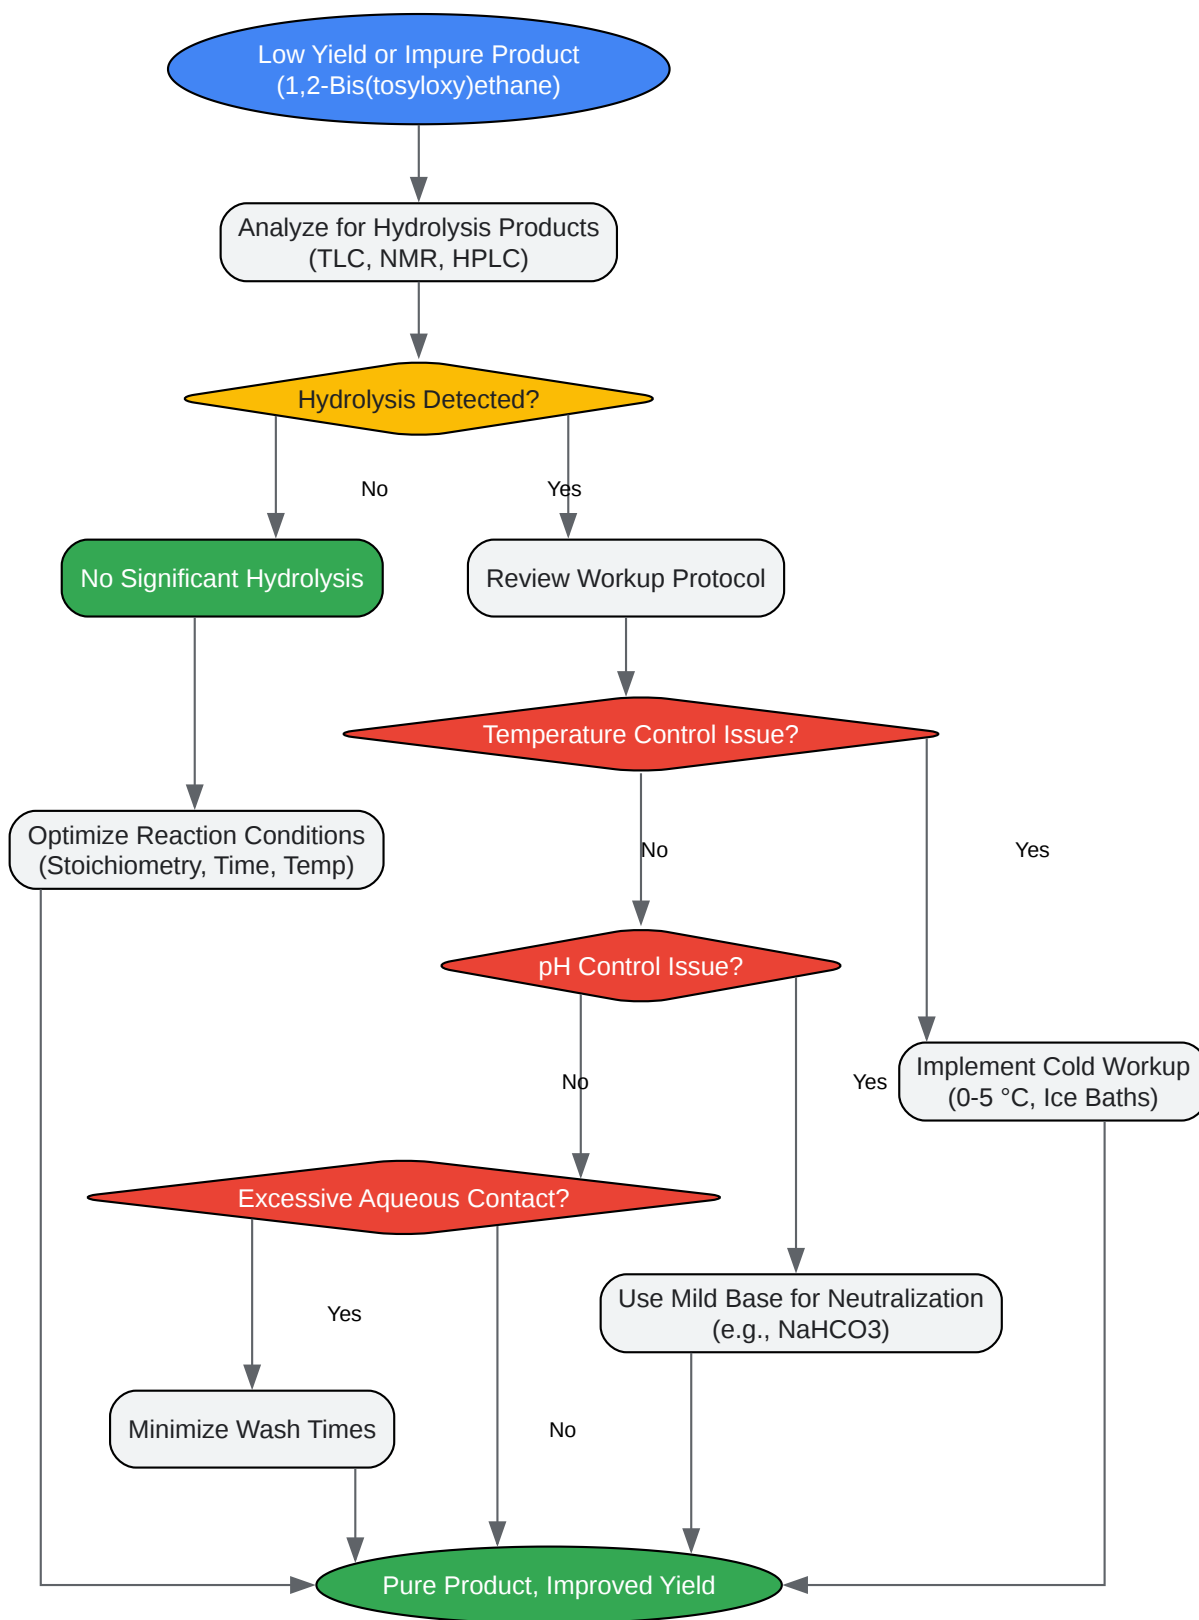 Low Yield or Impure Product
(1,2-Bis(tosyloxy)ethane)
Analyze for Hydrolysis Products
(TLC, NMR, HPLC)
Hydrolysis Detected?
No
Yes
No Significant Hydrolysis
Review Workup Protocol
Temperature Control Issue?
Optimize Reaction Conditions
(Stoichiometry, Time, Temp)
No
Yes
pH Control Issue?
No
Yes
Implement Cold Workup
(0-5 °C, Ice Baths)
Excessive Aqueous Contact?
Yes
Use Mild Base for Neutralization
(e.g., NaHCO3)
Minimize Wash Times
No
Pure Product, Improved Yield